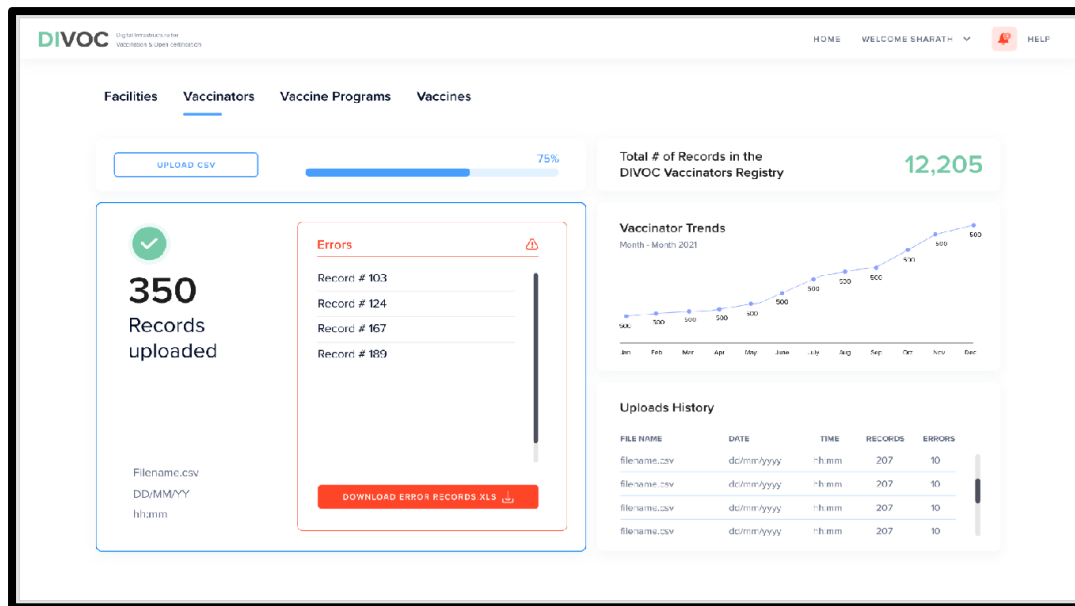 DIVOC
Digital Infrastructure for
Vaccination & Open certification
HOME
WELCOME SHARATH
HELP
Facilities
Vaccinators
Vaccine Programs
Vaccines
UPLOAD CSV
75%
Total # of Records in the
DIVOC Vaccinators Registry
12,205
350
Records
uploaded
Filename.csv
DD/MM/YY
hh:mm
Errors
Record # 103
Record # 124
Record # 167
Record # 189
DOWNLOAD ERROR RECORDS.XLS
Vaccinator Trends
Month - Month 2021
500 500 500 500 500 500 500 500 500 500 500 500
Jan Feb Mar Apr May June July Aug Sep Oct Nov Dec
Uploads History
FILE NAME DATE TIME RECORDS ERRORS
filename.csv dd/mm/yyyy hh:mm 207 10
filename.csv dd/mm/yyyy hh:mm 207 10
filename.csv dd/mm/yyyy hh:mm 207 10
filename.csv dd/mm/yyyy hh:mm 207 10